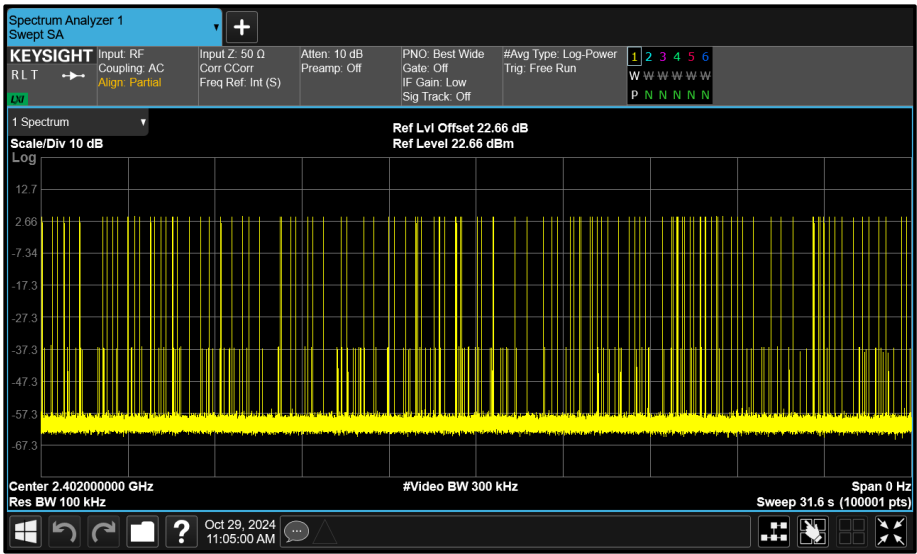 Spectrum Analyzer 1
Swept SA
+
KEYSIGHT
RLT
LXI
Input: RF
Coupling: AC
Align: Partial
Input Z: 50 Ω
Corr CCorr
Freq Ref: Int (S)
Atten: 10 dB
Preamp: Off
PNO: Best Wide
Gate: Off
IF Gain: Low
Sig Track: Off
#Avg Type: Log-Power
Trig: Free Run
1 2 3 4 5 6
W W W W W W
P N N N N N
1 Spectrum
Scale/Div 10 dB
Ref Lvl Offset 22.66 dB
Ref Level 22.66 dBm
Log
12.7
2.66
-7.34
-17.3
-27.3
-37.3
-47.3
-57.3
-67.3
Center 2.402000000 GHz
#Video BW 300 kHz
Span 0 Hz
Res BW 100 kHz
Sweep 31.6 s (100001 pts)
?
Oct 29, 2024
11:05:00 AM